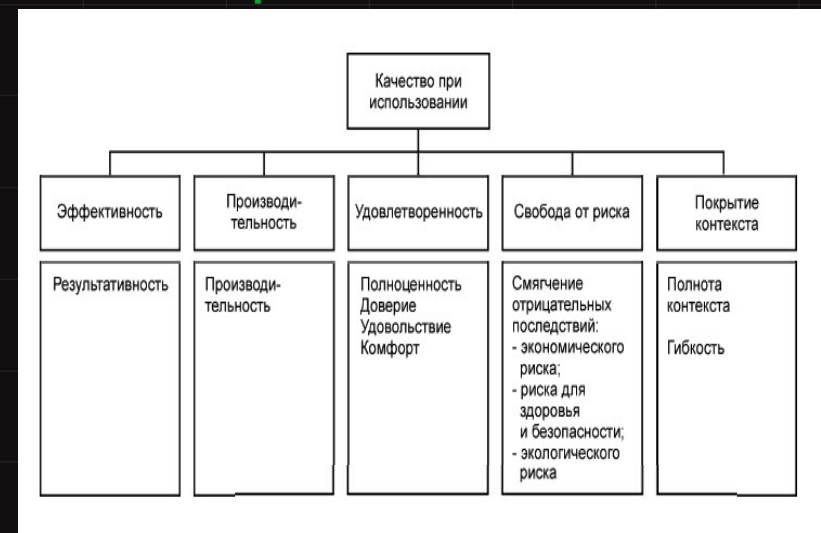 Качество при
использовании
Эффективность
Производи-
тельность
Удовлетворенность
Свобода от риска
Покрытие
контекста
Результативность
Производи-
тельность
Полноценность
Доверие
Удовольствие
Комфорт
Смягчение
отрицательных
последствий:
- экономического
риска;
- риска для
здоровья
и безопасности;
- экологического
риска
Полнота
контекста
Гибкость